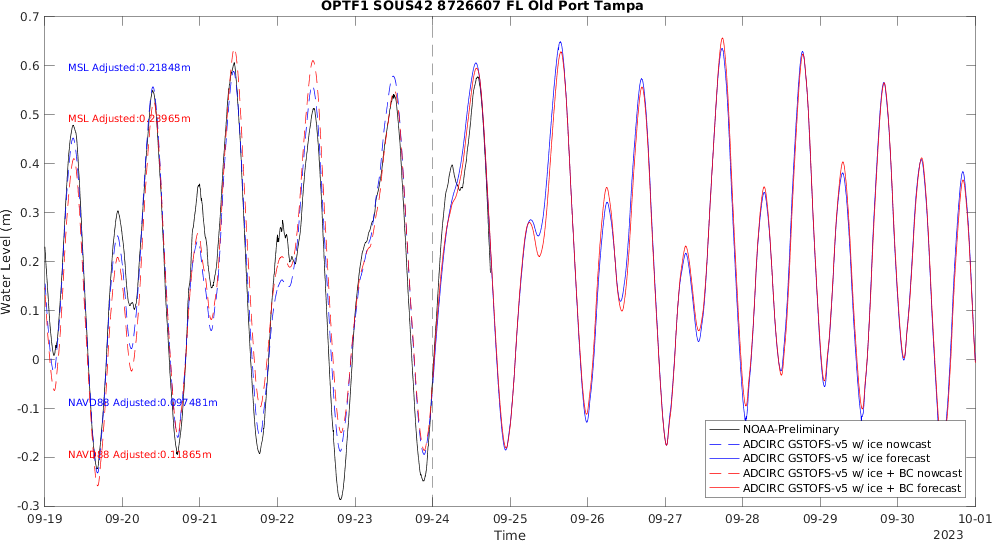 OPTF1 SOUS42 8726607 FL Old Port Tampa
0.7
0.6
0.5
0.4
0.3
0.2
0.1
0
-0.1
-0.2
-0.3
Water Level (m)
MSL Adjusted:0.21848m
MSL Adjusted:0.23965m
NAVD88 Adjusted:0.097481m
NAVD88 Adjusted:0.11865m
NOAA-Preliminary
ADCIRC GSTOFS-v5 w/ ice nowcast
ADCIRC GSTOFS-v5 w/ ice forecast
ADCIRC GSTOFS-v5 w/ ice + BC nowcast
ADCIRC GSTOFS-v5 w/ ice + BC forecast
09-19 09-20 09-21 09-22 09-23 09-24 09-25 09-26 09-27 09-28 09-29 09-30 10-01
Time
2023